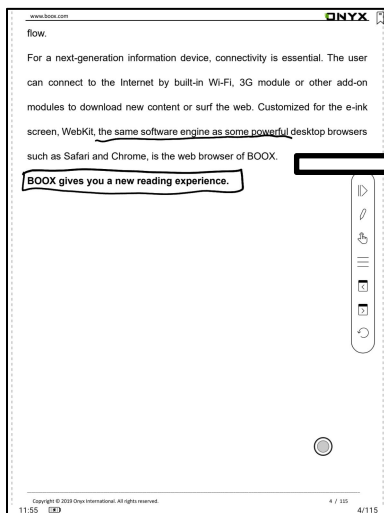 www.boox.com
ONYX
flow.
For a next-generation information device, connectivity is essential. The user
can connect to the Internet by built-in Wi-Fi, 3G module or other add-on
modules to download new content or surf the web. Customized for the e-ink
screen, WebKit, the same software engine as some powerful desktop browsers
such as Safari and Chrome, is the web browser of BOOX.
BOOX gives you a new reading experience.
Copyright © 2019 Onyx International. All rights reserved.
4 / 115
11:55
4/115